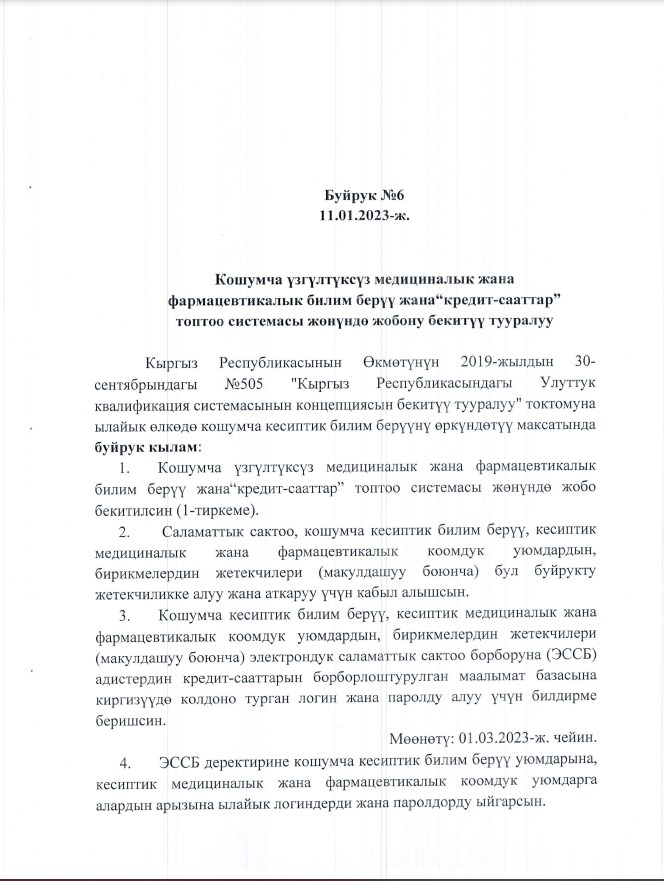 Буйрук №6
11.01.2023-ж.
Кошумча үзгүлтүксүз медициналык жана
фармацевтикалык билим берүү жана“кредит-сааттар”
топтоо системасы жөнүндө жобону бекитүү тууралуу
Кыргыз Республикасынын Өкмөтүнүн 2019-жылдын 30-
сентябрындагы №505 "Кыргыз Республикасындагы Улуттук
квалификация системасынын концепциясын бекитүү тууралуу" токтомуна
ылайык өлкөдө кошумча кесиптик билим берүүнү өркүндөтүү максатында
буйрук кылам:
1. Кошумча үзгүлтүксүз медициналык жана фармацевтикалык
билим берүү жана“кредит-сааттар” топтоо системасы жөнүндө жобо
бекитилсин (1-тиркеме).
2. Саламаттык сактоо, кошумча кесиптик билим берүү, кесиптик
медициналык жана фармацевтикалык коомдук уюмдардын,
бирикмелердин жетекчилери (макулдашуу боюнча) бул буйрукту
жетекчиликке алуу жана аткаруу үчүн кабыл алышсын.
3. Кошумча кесиптик билим берүү, кесиптик медициналык жана
фармацевтикалык коомдук уюмдардын, бирикмелердин жетекчилери
(макулдашуу боюнча) электрондук саламаттык сактоо борборуна (ЭССБ)
адистердин кредит-сааттарын борборлоштурулган маалымат базасына
киргизүүдө колдоно турган логин жана паролду алуу үчүн билдирме
беришсин.
Мөөнөтү: 01.03.2023-ж. чейин.
4. ЭССБ деректирине кошумча кесиптик билим берүү уюмдарына,
кесиптик медициналык жана фармацевтикалык коомдук уюмдарга
алардын арызына ылайык логиндерди жана паролдорду ыйгарсын.